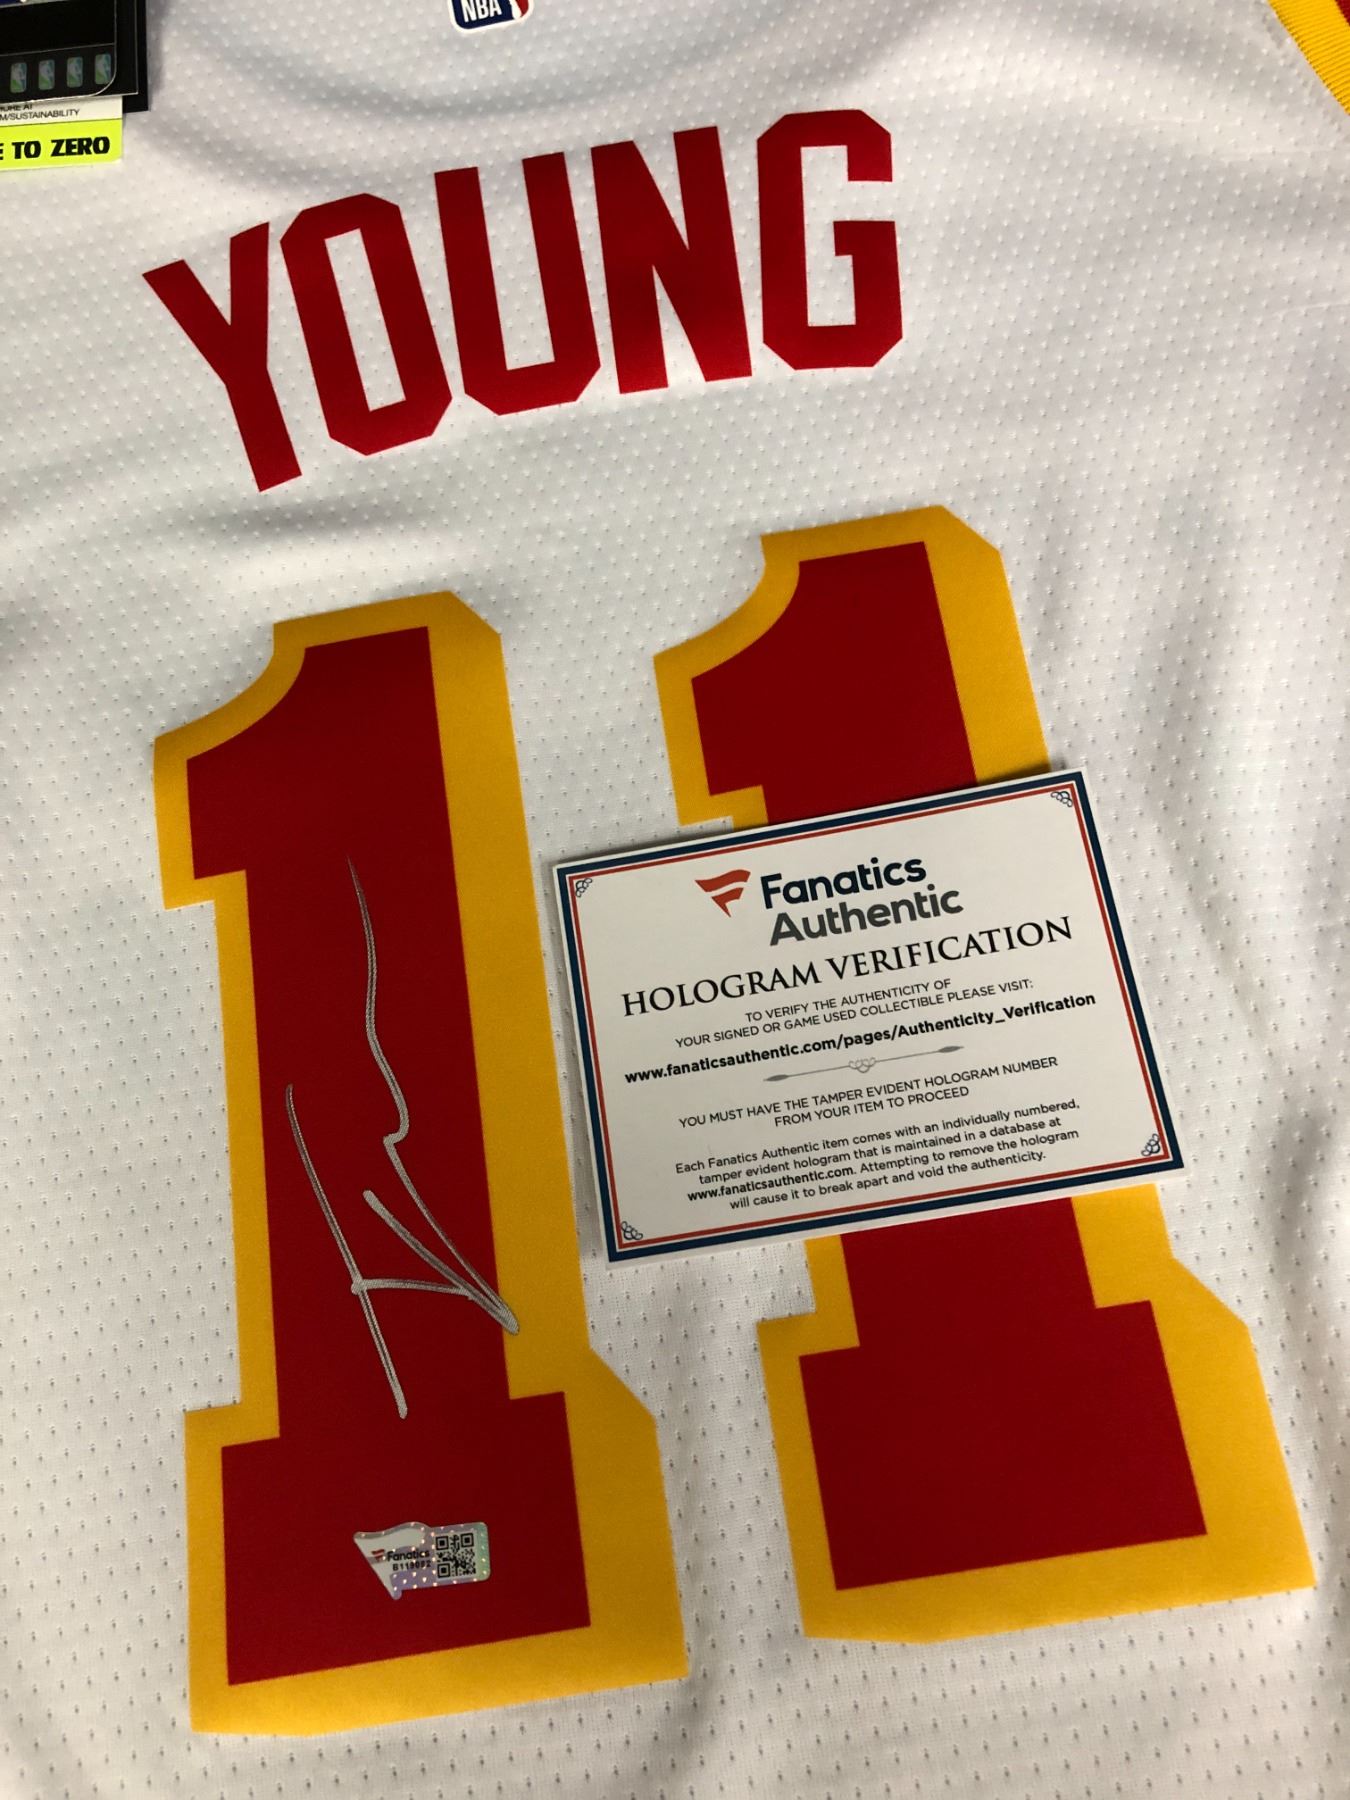 NBA
M/SUSTAINABILITY
E TO ZERO
YOUNG
11
Fanatics
Authentic
HOLOGRAM VERIFICATION
TO VERIFY THE AUTHENTICITY OF
YOUR SIGNED OR GAME USED COLLECTIBLE PLEASE VISIT:
www.fanaticsauthentic.com/pages/Authenticity_Verification
YOU MUST HAVE THE TAMPER EVIDENT HOLOGRAM NUMBER
FROM YOUR ITEM TO PROCEED
Each Fanatics Authentic item comes with an individually numbered,
tamper evident hologram that is maintained in a database at
www.fanaticsauthentic.com. Attempting to remove the hologram
will cause it to break apart and void the authenticity.
Fanatics